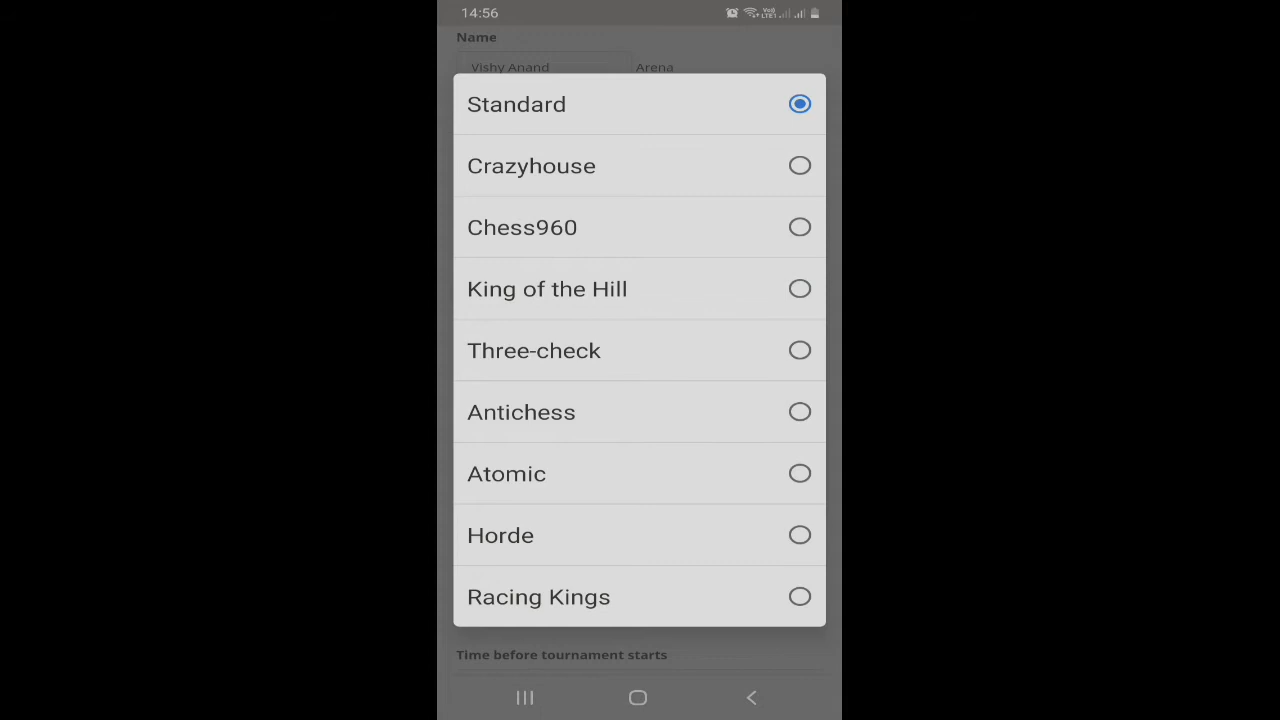 14:56
Name
Vishy Anand Arena
Standard
Crazyhouse
Chess960
King of the Hill
Three-check
Antichess
Atomic
Horde
Racing Kings
Time before tournament starts